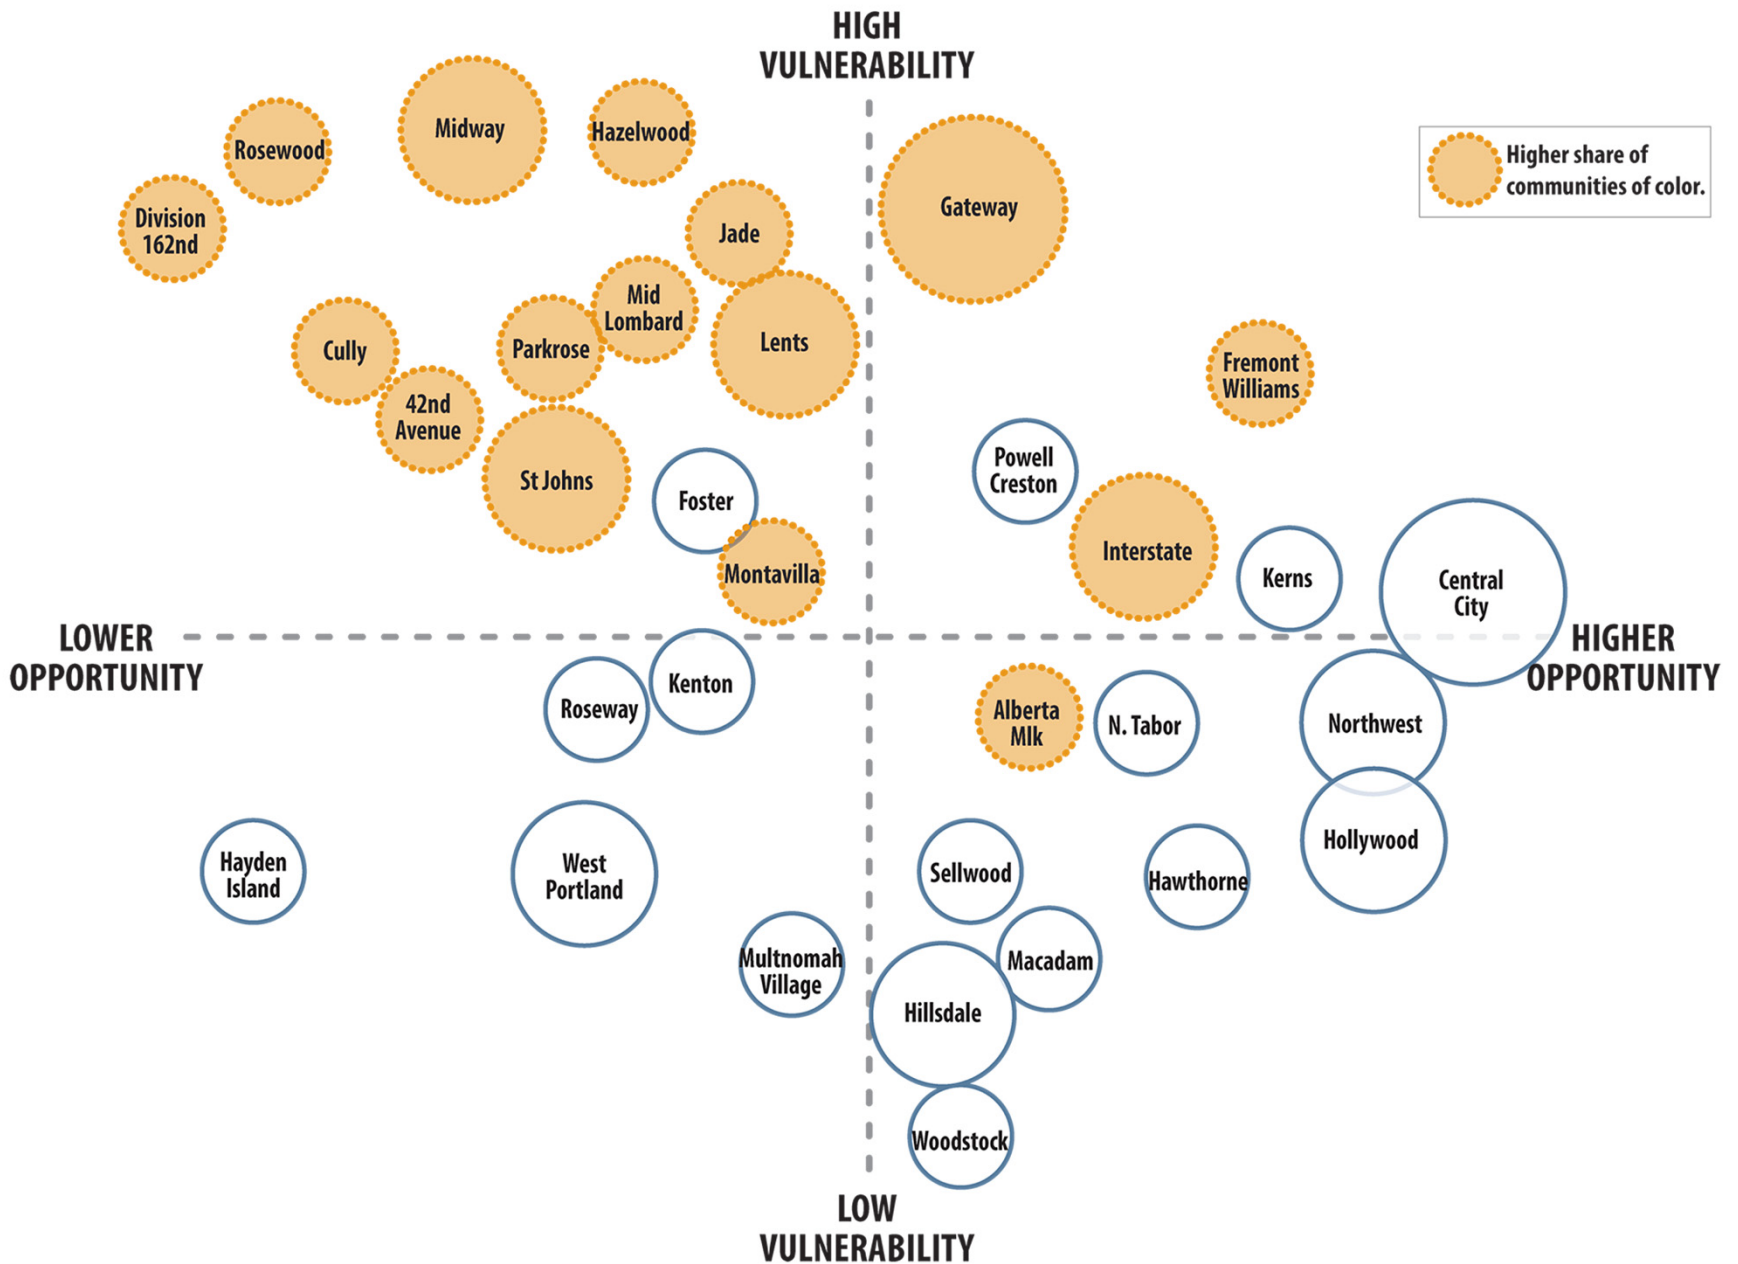 HIGH
VULNERABILITY
Higher share of
communities of color.
Rosewood
Midway
Hazelwood
Division
162nd
Jade
Gateway
Mid
Lombard
Parkrose
Cully
Lents
42nd
Avenue
St Johns
Foster
Montavilla
Fremont
Williams
Powell
Creston
Interstate
Kerns
Central
City
LOWER
OPPORTUNITY
HIGHER
OPPORTUNITY
Roseway
Kenton
Alberta
Mlk
N. Tabor
Northwest
Hollywood
Hayden
Island
West
Portland
Multnomah
Village
Sellwood
Hawthorne
Macadam
Hillsdale
Woodstock
LOW
VULNERABILITY